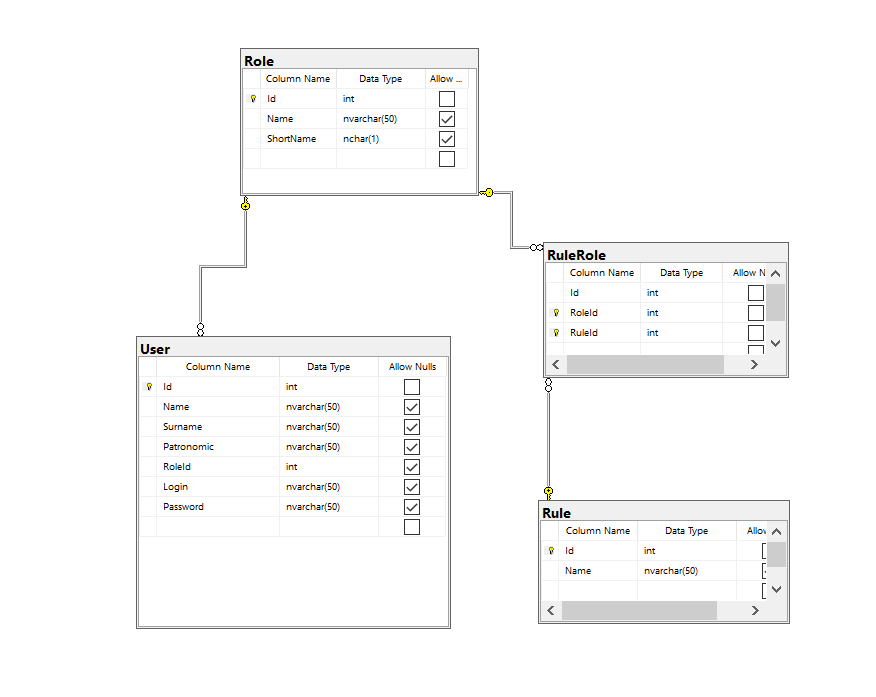 Role
Column Name Data Type Allow ...
Id int
Name nvarchar(50)
ShortName nchar(1)
RuleRole
Column Name Data Type Allow N
Id int
RoleId int
RuleId int
User
Column Name Data Type Allow Nulls
Id int
Name nvarchar(50)
Surname nvarchar(50)
Patronomic nvarchar(50)
RoleId int
Login nvarchar(50)
Password nvarchar(50)
Rule
Column Name Data Type Allow
Id int
Name nvarchar(50)